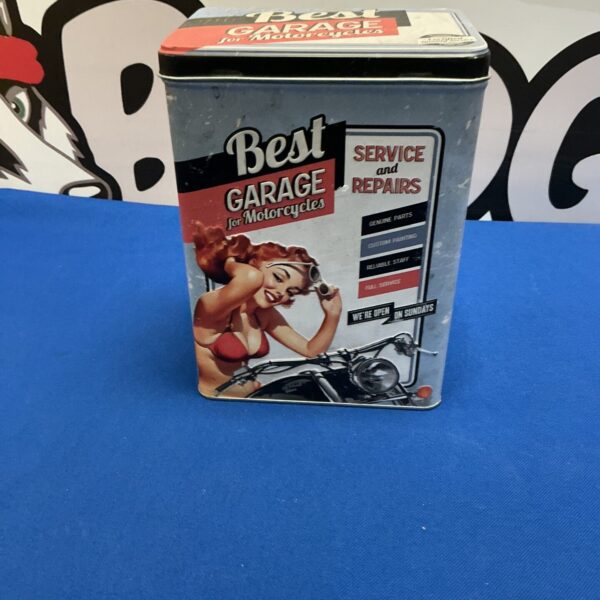 Best
GARAGE
for Motorcycles
Best
GARAGE
for Motorcycles
SERVICE
and
REPAIRS
GENUINE PARTS
CUSTOM PAINTING
RELIABLE STAFF
FULL SERVICE
WE'RE OPEN ON SUNDAYS